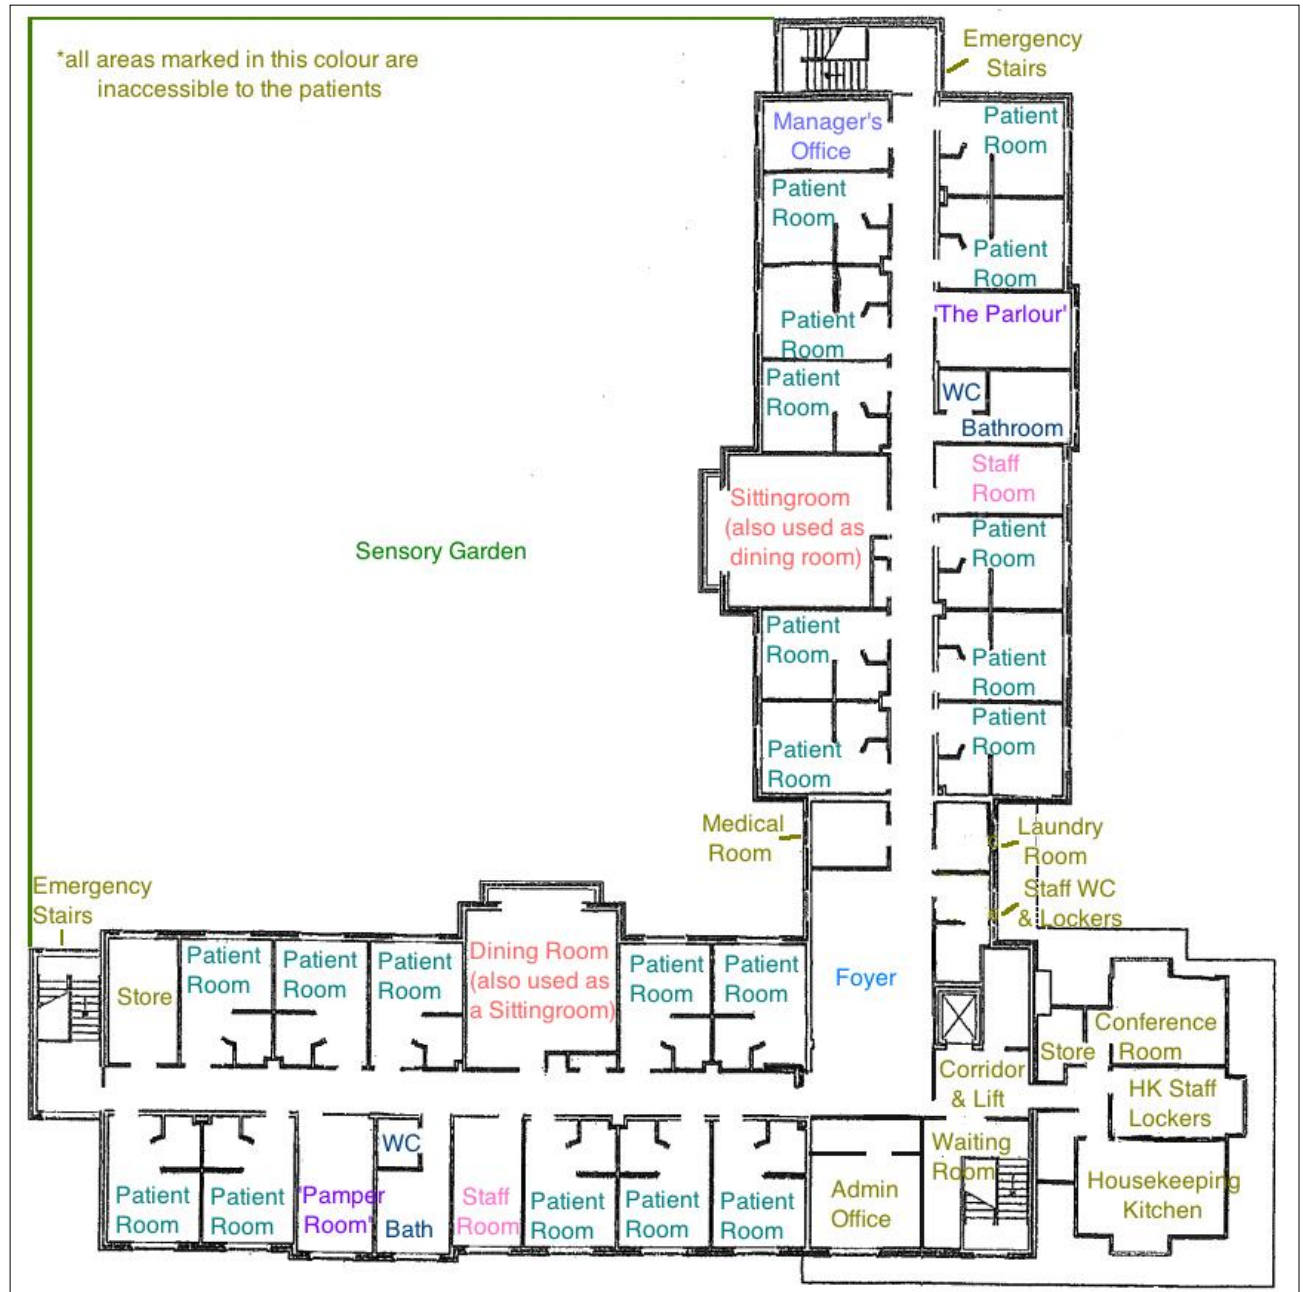 *all areas marked in this colour are
inaccessible to the patients
Emergency
Stairs
Manager's
Office
Patient
Room
Patient
Room
Patient
Room
Patient
Room
'The Parlour'
Patient
Room
Patient
Room
WC
Bathroom
Staff
Room
Sittingroom
(also used as
dining room)
Patient
Room
Sensory Garden
Patient
Room
Patient
Room
Patient
Room
Patient
Room
Medical
Room
Laundry
Room
Staff WC
& Lockers
Emergency
Stairs
Store
Patient
Room
Patient
Room
Patient
Room
Dining Room
(also used as
a Sittingroom)
Patient
Room
Patient
Room
Foyer
Conference
Room
Store
Corridor
& Lift
HK Staff
Lockers
Waiting
Room
Housekeeping
Kitchen
Admin
Office
WC
Patient
Room
Patient
Room
'Pamper
Room'
Bath
Staff
Room
Patient
Room
Patient
Room
Patient
Room